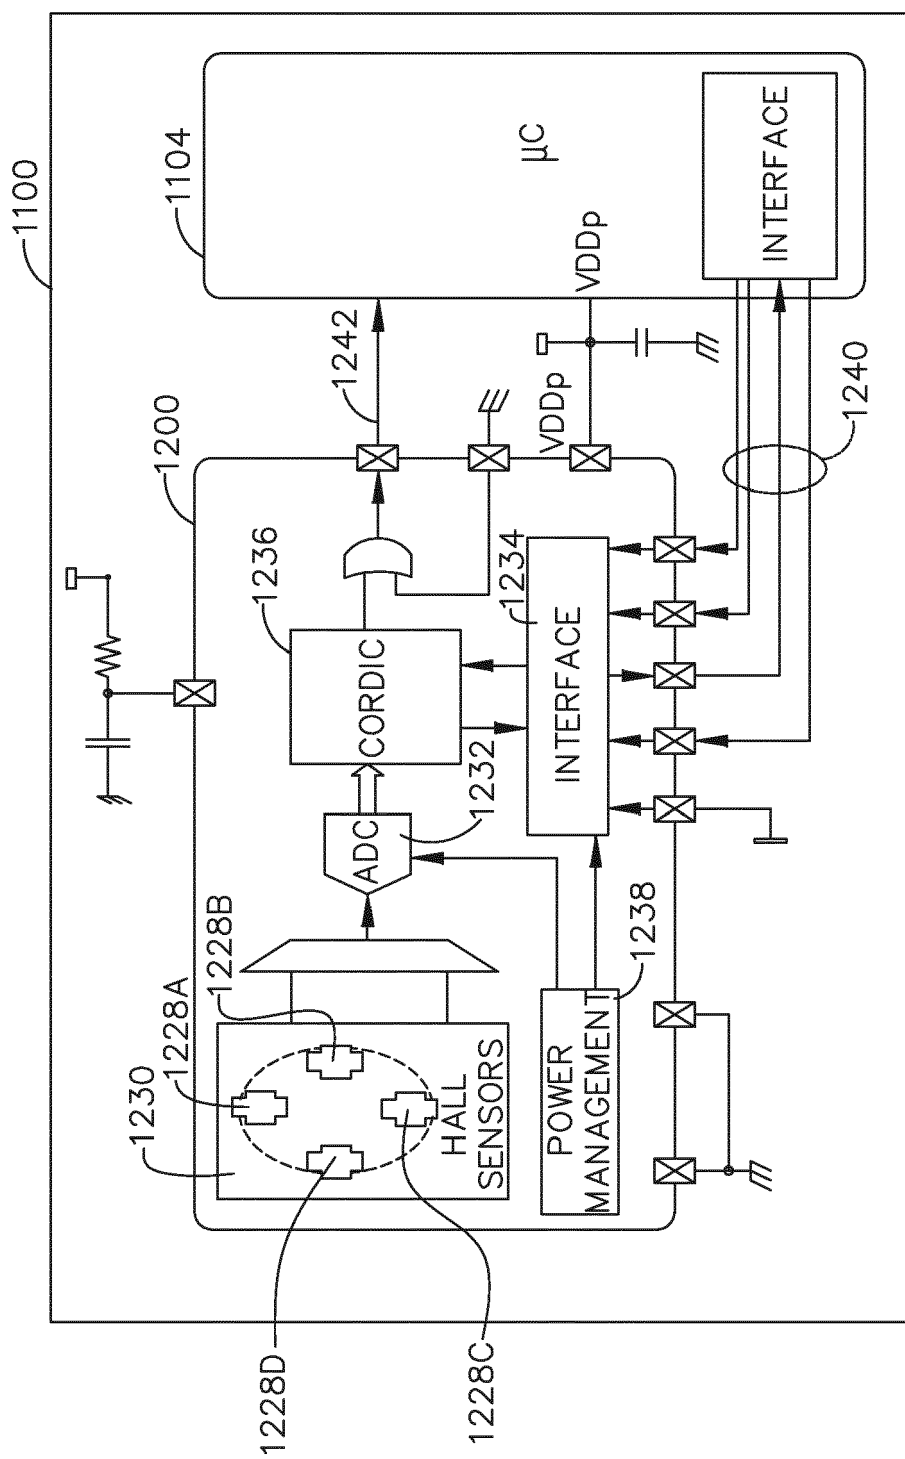 1100
1104
µC
INTERFACE
VDDp
1242
VDDp
1240
1200
1236
1234
CORDIC
INTERFACE
1232
ADC
1228B
1228A
1230
HALL
SENSORS
1238
POWER
MANAGEMENT
1228D
1228C